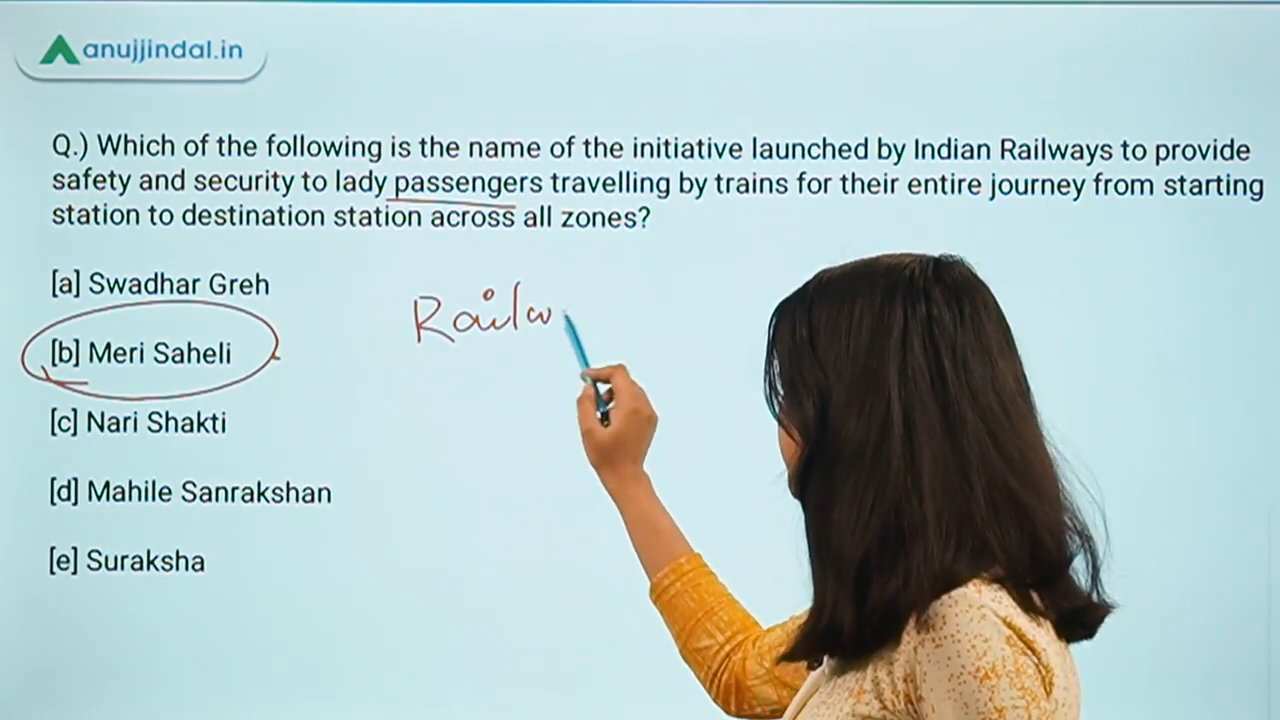 anujjindal.in
Q.) Which of the following is the name of the initiative launched by Indian Railways to provide
safety and security to lady passengers travelling by trains for their entire journey from starting
station to destination station across all zones?
[a] Swadhar Greh
Railw
[b] Meri Saheli
[c] Nari Shakti
[d] Mahile Sanrakshan
[e] Suraksha